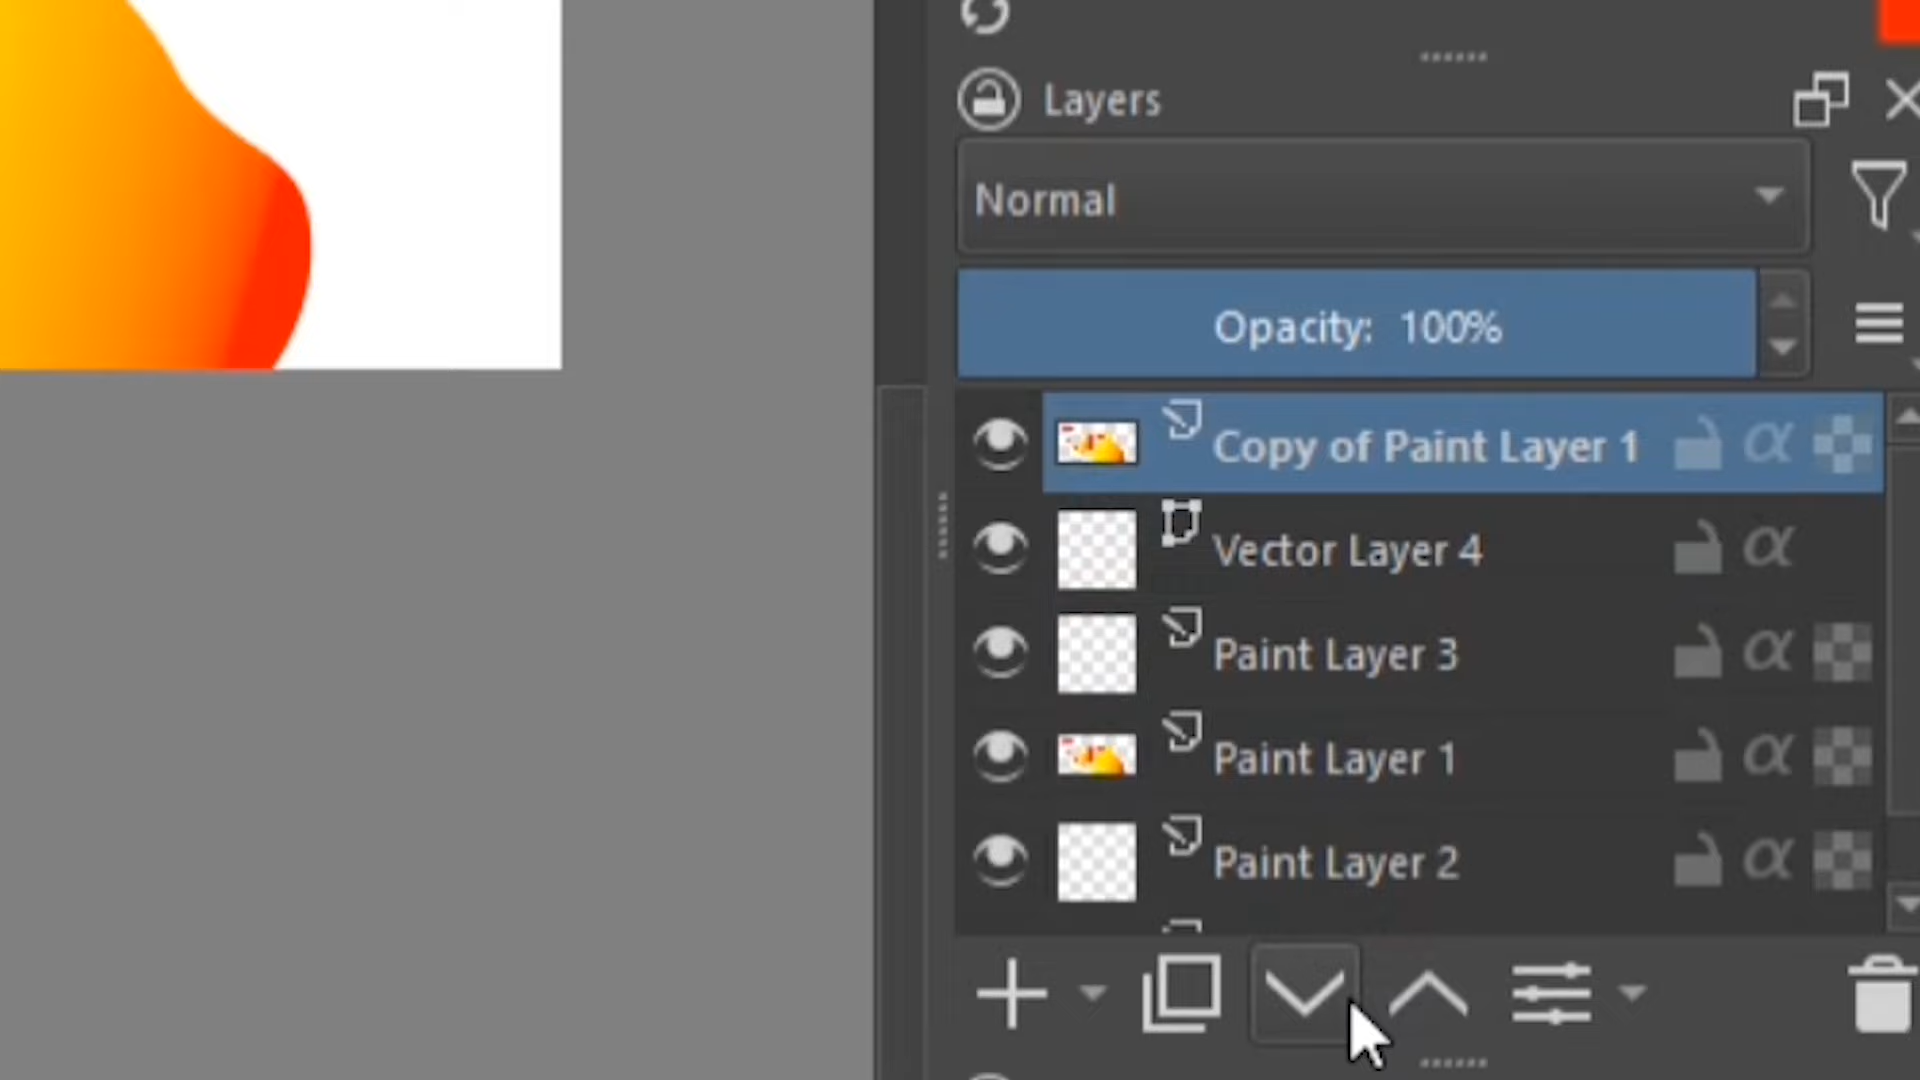 Layers
Normal
Opacity: 100%
Copy of Paint Layer 1
Vector Layer 4
Paint Layer 3
Paint Layer 1
Paint Layer 2